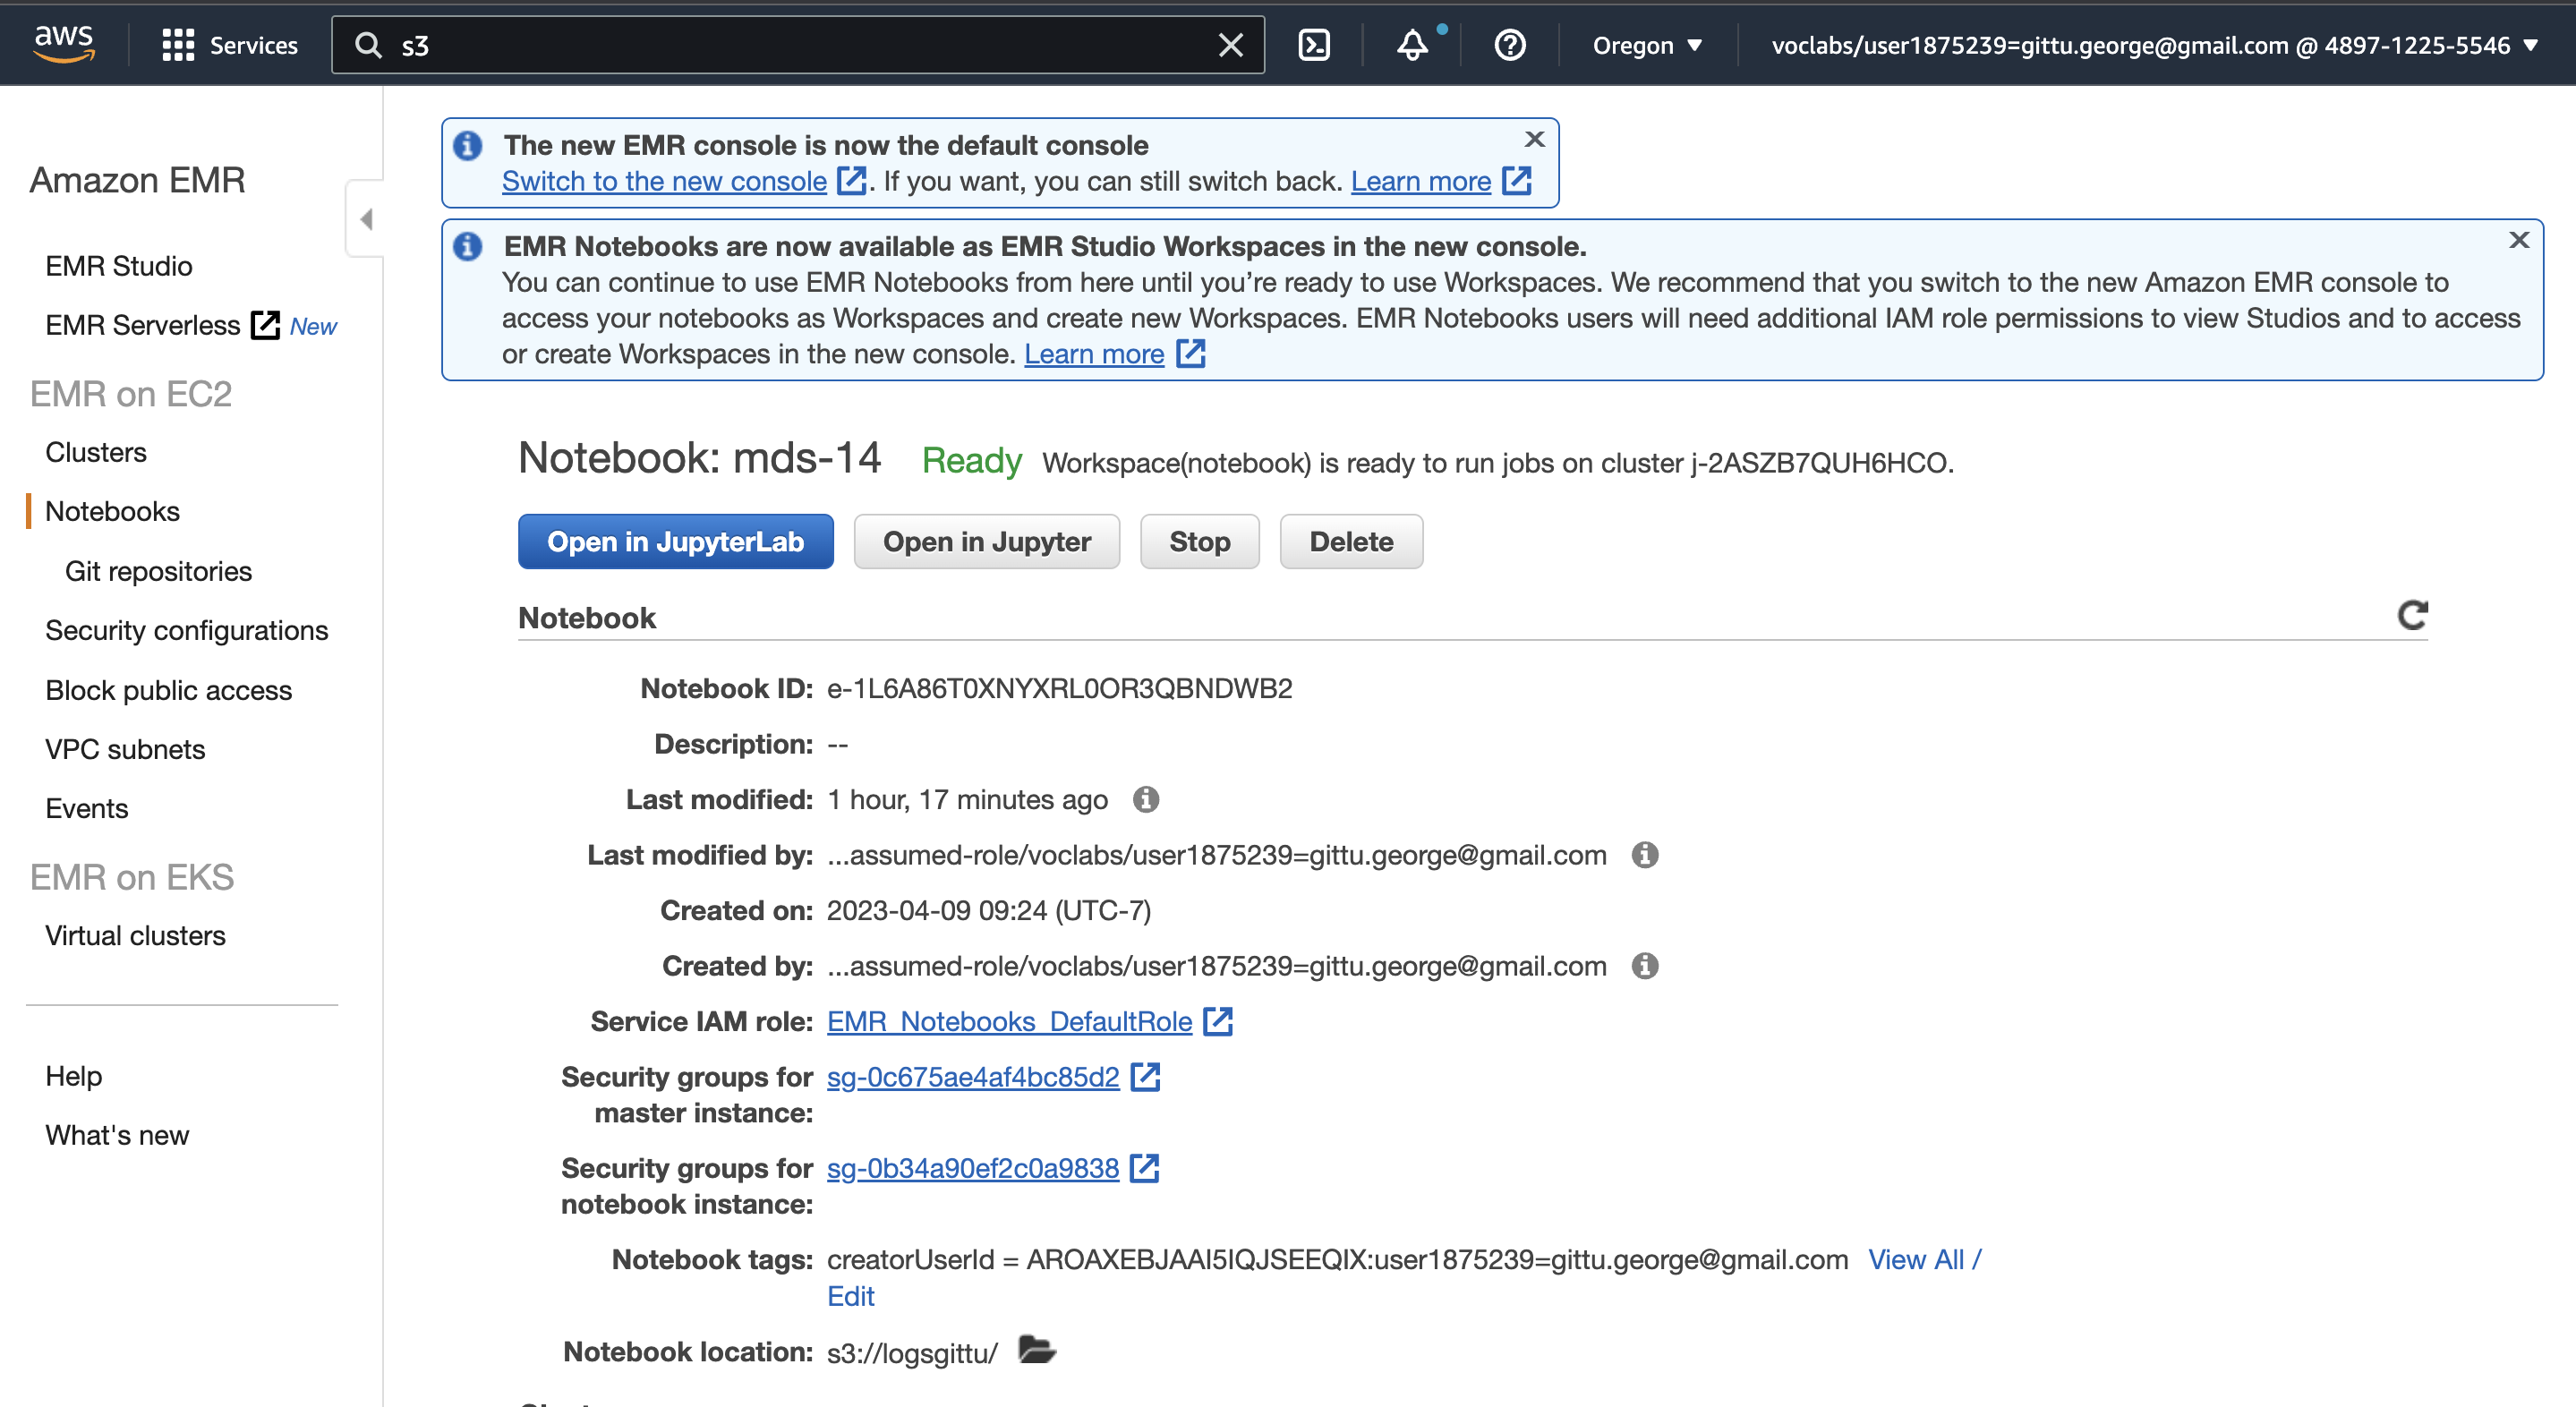 aws
Services
s3
Oregon ▼
voclabs/user1875239=gittu.george@gmail.com @ 4897-1225-5546 ▼
Amazon EMR
EMR Studio
EMR Serverless New
EMR on EC2
Clusters
Notebooks
Git repositories
Security configurations
Block public access
VPC subnets
Events
EMR on EKS
Virtual clusters
Help
What's new
The new EMR console is now the default console
Switch to the new console . If you want, you can still switch back. Learn more
EMR Notebooks are now available as EMR Studio Workspaces in the new console.
You can continue to use EMR Notebooks from here until you’re ready to use Workspaces. We recommend that you switch to the new Amazon EMR console to
access your notebooks as Workspaces and create new Workspaces. EMR Notebooks users will need additional IAM role permissions to view Studios and to access
or create Workspaces in the new console. Learn more
Notebook: mds-14 Ready Workspace(notebook) is ready to run jobs on cluster j-2ASZB7QUH6HCO.
Open in JupyterLab Open in Jupyter Stop Delete
Notebook
Notebook ID: e-1L6A86T0XNYXRL0OR3QBNDWB2
Description: --
Last modified: 1 hour, 17 minutes ago
Last modified by: ...assumed-role/voclabs/user1875239=gittu.george@gmail.com
Created on: 2023-04-09 09:24 (UTC-7)
Created by: ...assumed-role/voclabs/user1875239=gittu.george@gmail.com
Service IAM role: EMR_Notebooks_DefaultRole
Security groups for sg-0c675ae4af4bc85d2
master instance:
Security groups for sg-0b34a90ef2c0a9838
notebook instance:
Notebook tags: creatorUserId = AROAXEBJAAI5IQJSEEQIX:user1875239=gittu.george@gmail.com View All /
Edit
Notebook location: s3://logsgittu/